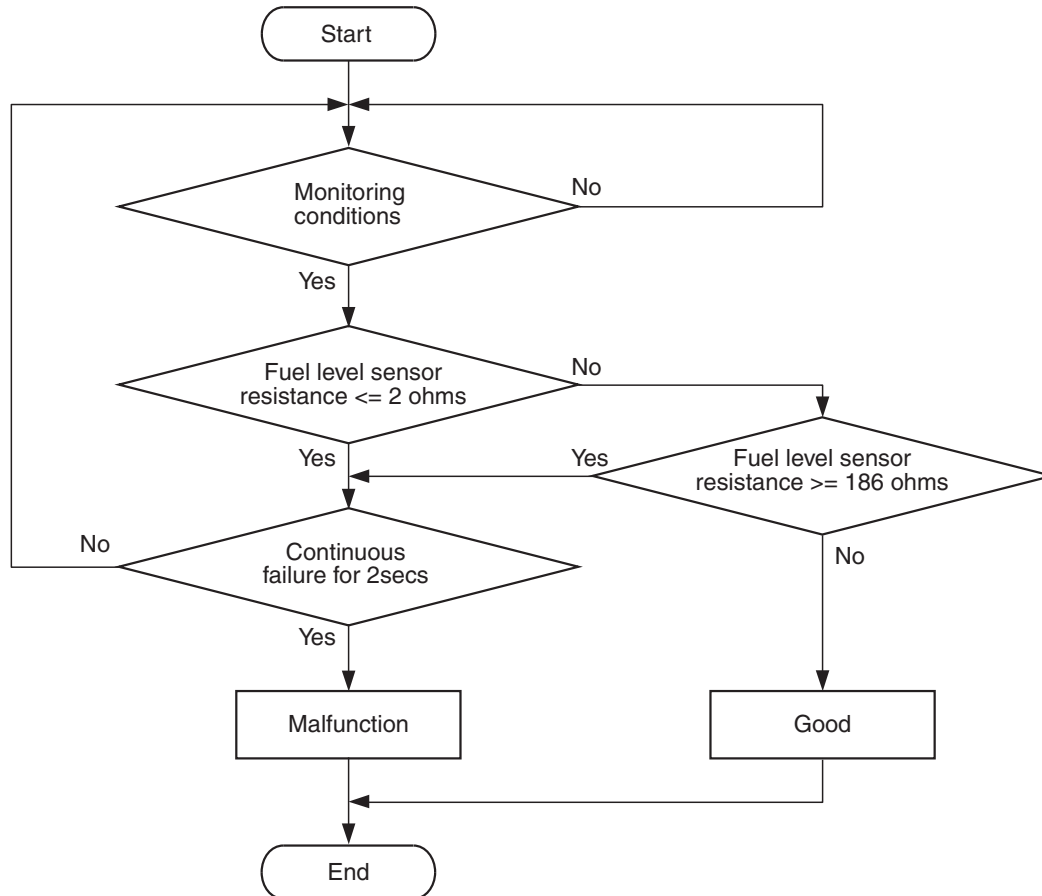 Start
Monitoring
conditions
No
Yes
Fuel level sensor
resistance <= 2 ohms
No
Yes
Yes
Fuel level sensor
resistance >= 186 ohms
No
Continuous
failure for 2secs
No
Yes
Malfunction
Good
End